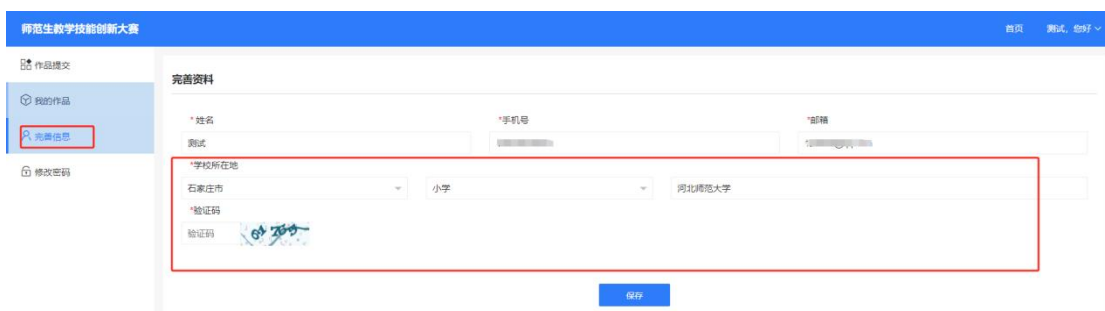 师范生教学技能创新大赛
首页 测试，您好
作品提交
我的作品
完善信息
修改密码
完善资料
*姓名 *手机号 *邮箱
测试
*学校所在地
石家庄市 小学 河北师范大学
*验证码
验证码
保存